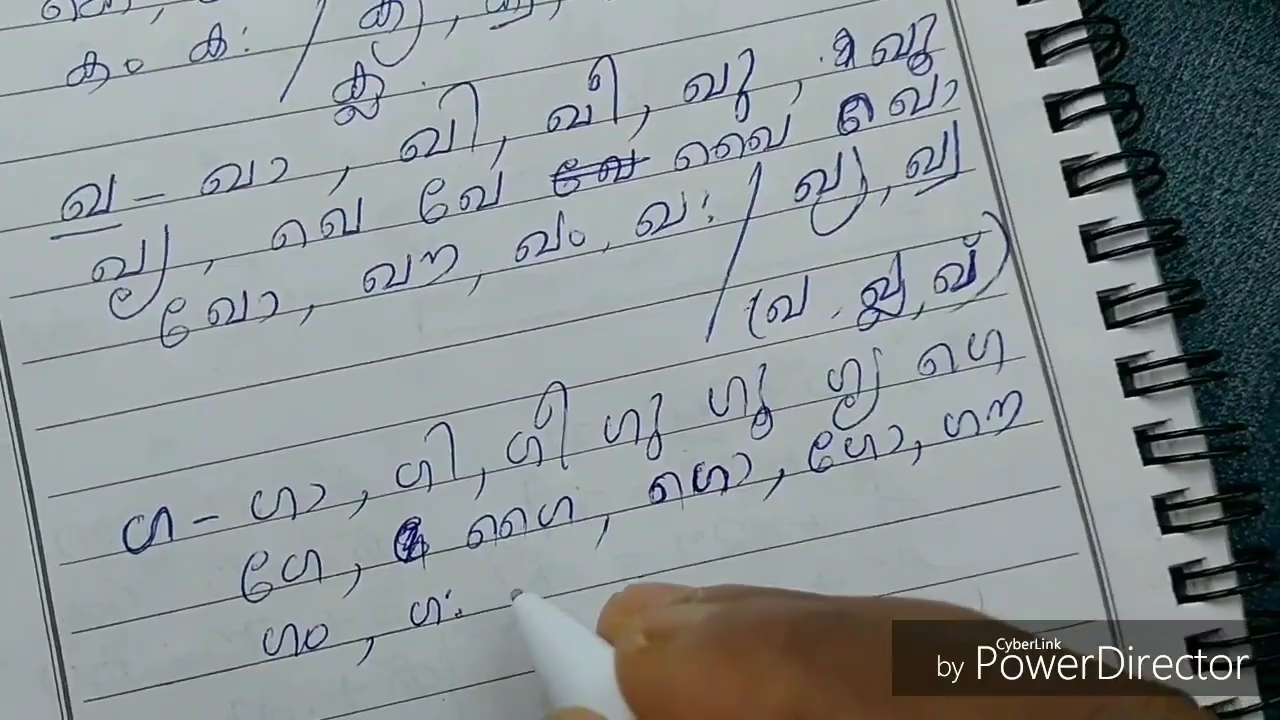 കം കഃ / ക്യ,
ക്ല
ഖ - ഖാ, ഖി, ഖീ, ഖു, ഖൂ
ഖൃ, ഖെ ഖേ ഖൈ ഖൊ
ഖോ, ഖൗ, ഖം, ഖഃ / ഖ്യ, ഖ്വ
ഗ - ഗാ, ഗി, ഗീ ഗു ഗൂ ഗൃ ഗെ
ഗേ, ഗൈ, ഗൊ, ഗോ, ഗൗ
ഗം, ഗഃ
CyberLink
by PowerDirector